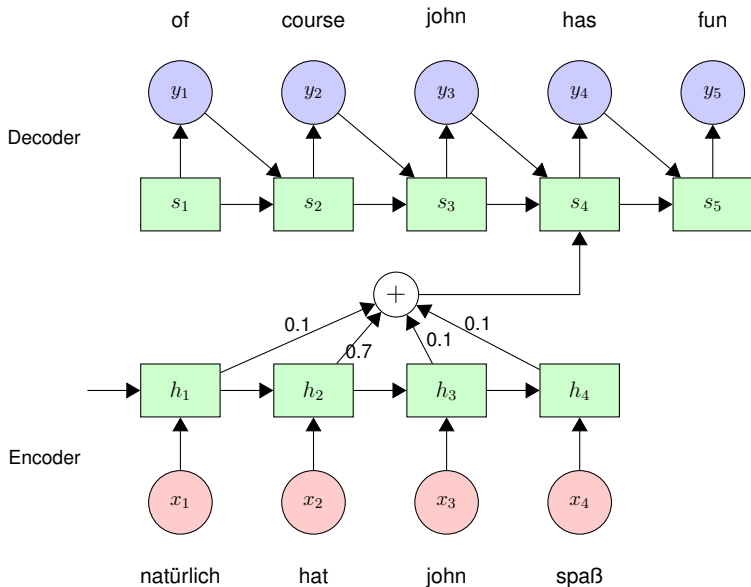 of course john has fun
y₁ y₂ y₃ y₄ y₅
Decoder
s₁ s₂ s₃ s₄ s₅
+
0.1 0.7 0.1 0.1
h₁ h₂ h₃ h₄
Encoder
x₁ x₂ x₃ x₄
natürlich hat john spaß